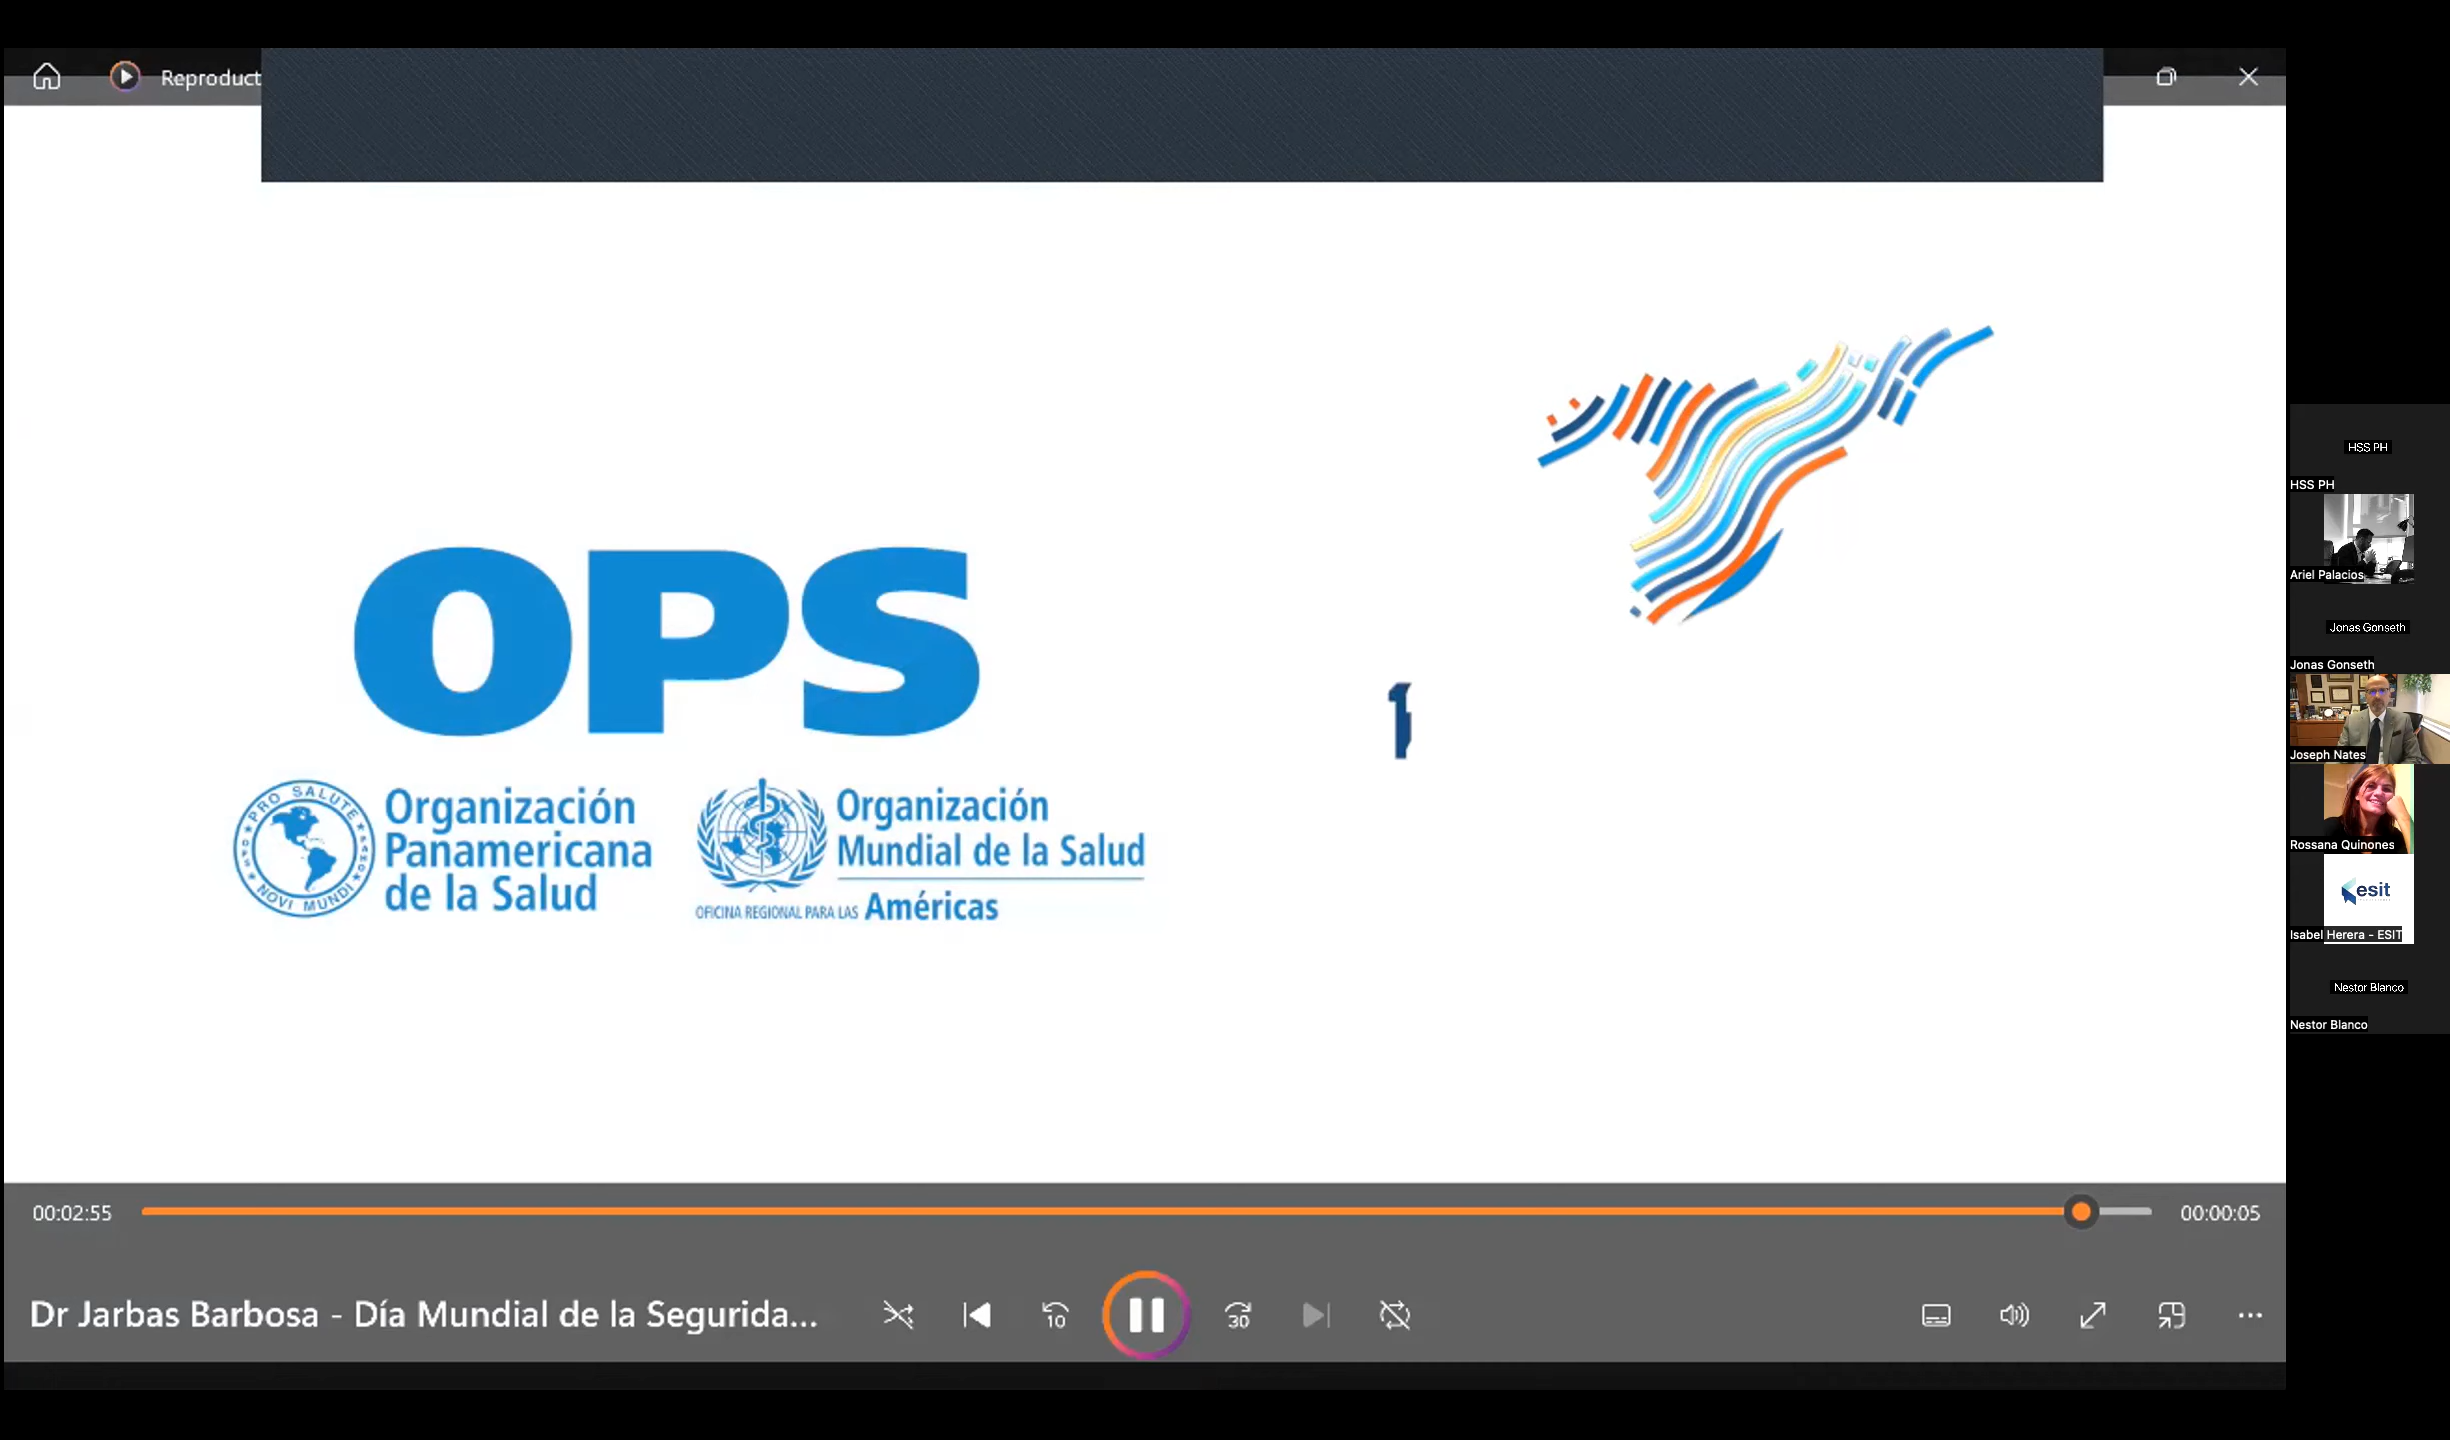 Reproduct
OPS
PRO SALUTE
NOVI MUNDI
Organización
Panamericana
de la Salud
Organización
Mundial de la Salud
OFICINA REGIONAL PARA LAS Américas
1
00:02:55
00:00:05
Dr Jarbas Barbosa - Día Mundial de la Segurida...
10
30
HSS PH
HSS PH
Ariel Palacios
Jonas Gonseth
Jonas Gonseth
Joseph Nates
Rossana Quinones
esit
Isabel Herera - ESIT
Nestor Blanco
Nestor Blanco